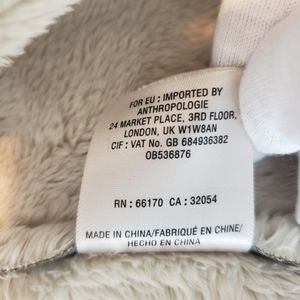 FOR EU : IMPORTED BY
ANTHROPOLOGIE
24 MARKET PLACE, 3RD FLOOR,
LONDON, UK W1W8AN
CIF : VAT No. GB 684936382
OB536876
RN : 66170 CA : 32054
MADE IN CHINA/FABRIQUÉ EN CHINE/
HECHO EN CHINA